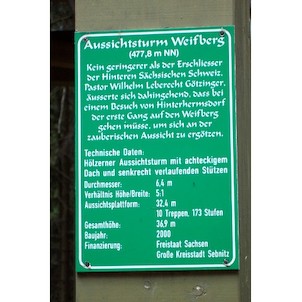 Aussichtsturm Weifberg
(477,8 m NN)
Kein geringerer als der Erschliesser
der Hinteren Sächsischen Schweiz,
Pastor Wilhelm Leberecht Götzinger,
äusserte sich dahingehend, dass bei
einem Besuch von Hinterhermsdorf
der erste Gang auf den Weifberg
gehen müsse, um sich an der
zauberischen Aussicht zu ergötzen.
Technische Daten:
Hölzerner Aussichtsturm mit achteckigem
Dach und senkrecht verlaufenden Stützen
Durchmesser: 6,4 m
Verhältnis Höhe/Breite: 5:1
Aussichtsplattform: 32,4 m
10 Treppen, 173 Stufen
Gesamthöhe: 36,9 m
Baujahr: 2000
Finanzierung: Freistaat Sachsen
Große Kreisstadt Sebnitz